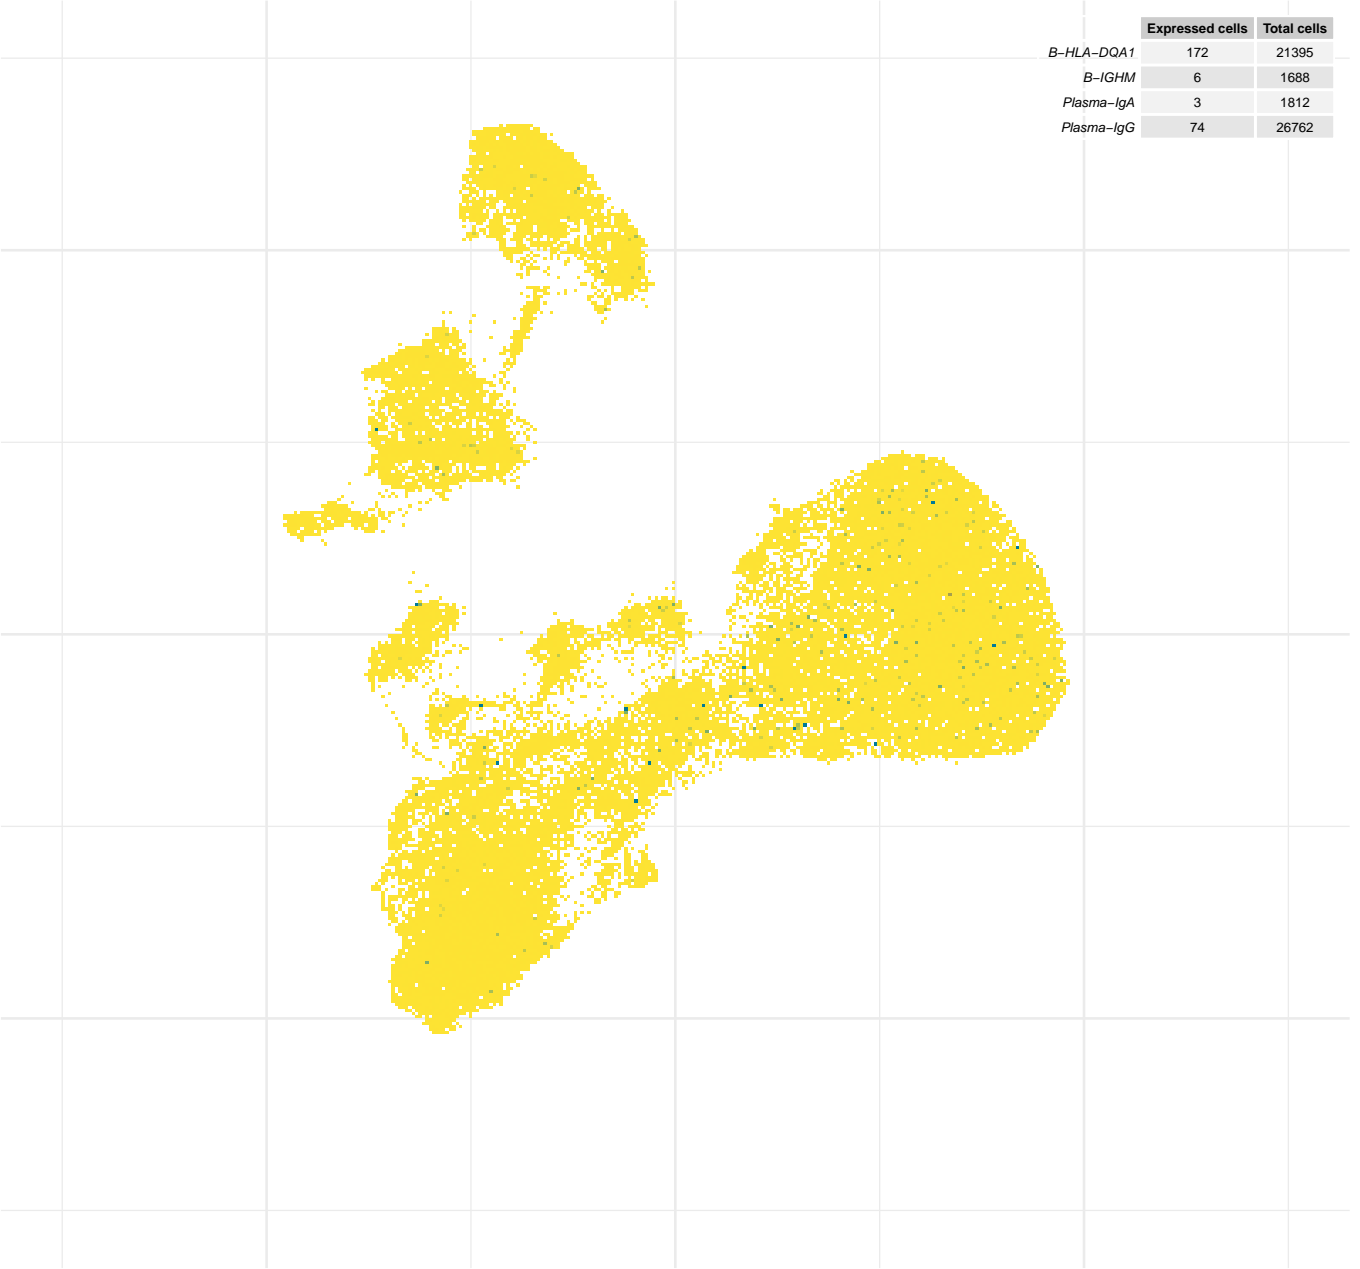 Expressed cells Total cells
B−HLA−DQA1 172 21395
B−IGHM 6 1688
Plasma−IgA 3 1812
Plasma−IgG 74 26762